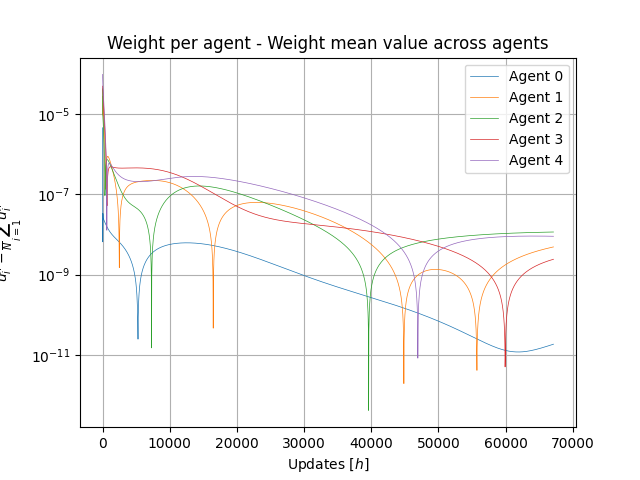 Weight per agent - Weight mean value across agents
Agent 0
Agent 1
Agent 2
Agent 3
Agent 4
10⁻⁵
10⁻⁷
10⁻⁹
10⁻¹¹
0 10000 20000 30000 40000 50000 60000 70000
Updates [h]